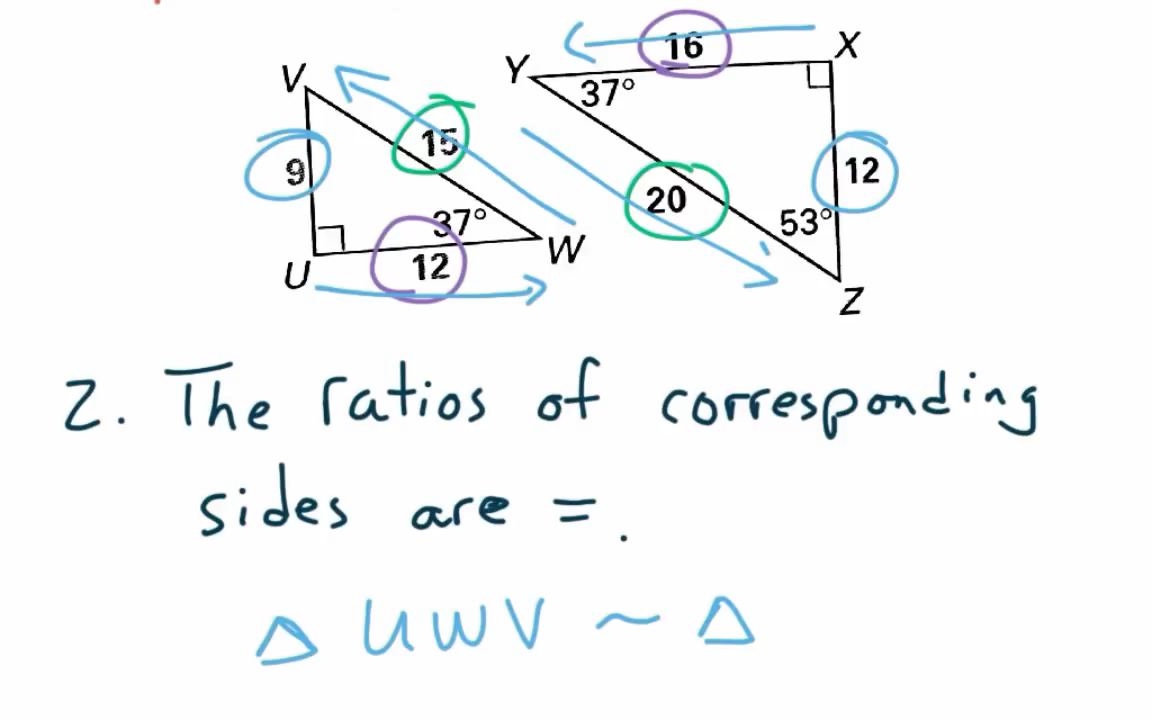 16
X
Y
37°
V
15
9
12
20
53°
37°
W
U
12
Z
2. The ratios of corresponding
sides are = .
Δ UWV ~ Δ